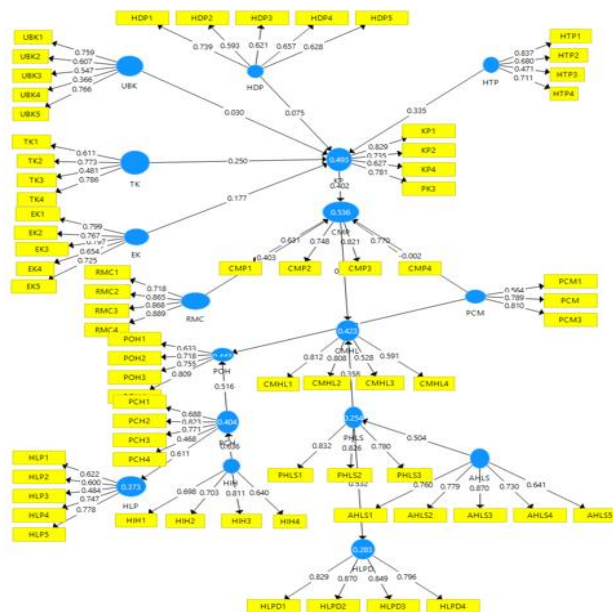 HDP1 HDP2 HDP3 HDP4 HDP5
0.739 0.593 0.621 0.657 0.628
HDP
UBK1
UBK2
UBK3
UBK4
UBK5
0.759
0.607
0.547
0.366
0.766
UBK
HTP1
HTP2
HTP3
HTP4
0.837
0.680
0.471
0.711
HTP
0.030
0.075
0.335
TK1
TK2
TK3
TK4
0.611
0.773
0.481
0.786
TK
0.250
KP1
KP2
KP4
PK3
0.829
0.735
0.627
0.781
0.493
KP
0.402
EK1
EK2
EK3
EK4
EK5
0.799
0.767
0.797
0.654
0.725
EK
0.177
0.536
CMP
CMP1 CMP2 CMP3 CMP4
0.631 0.748 0.821 0.770
0.403
-0.002
RMC1
RMC2
RMC3
RMC4
0.718
0.865
0.868
0.889
RMC
PCM1
PCM
PCM3
0.789
0.810
PCM
0.423
CMHL
CMHL1 CMHL2 CMHL3 CMHL4
0.812 0.808 0.528 0.591
POH1
POH2
POH3
0.633
0.718
0.755
0.809
POH
0.516
PCH1
PCH2
PCH3
PCH4
0.688
0.823
0.771
0.468
0.404
PCH
0.611
0.636
HLP1
HLP2
HLP3
HLP4
HLP5
0.622
0.600
0.484
0.747
0.778
0.373
HLP
HIH
HIH1 HIH2 HIH3 HIH4
0.698 0.703 0.811 0.640
0.358
0.254
PHLS
PHLS1 PHLS2 PHLS3
0.832 0.826 0.780
0.504
AHLS
AHLS1 AHLS2 AHLS3 AHLS4 AHLS5
0.760 0.779 0.870 0.730 0.641
0.532
0.283
HLPD
HLPD1 HLPD2 HLPD3 HLPD4
0.829 0.870 0.849 0.796